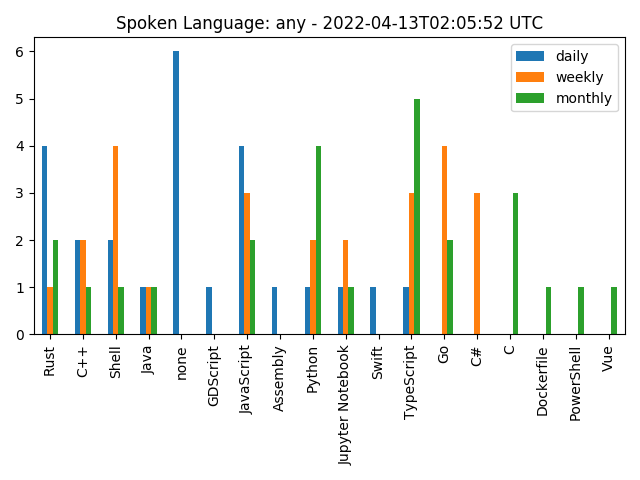 Spoken Language: any - 2022-04-13T02:05:52 UTC
daily
weekly
monthly
6
5
4
3
2
1
0
Rust
C++
Shell
Java
none
GDScript
JavaScript
Assembly
Python
Jupyter Notebook
Swift
TypeScript
Go
C#
C
Dockerfile
PowerShell
Vue